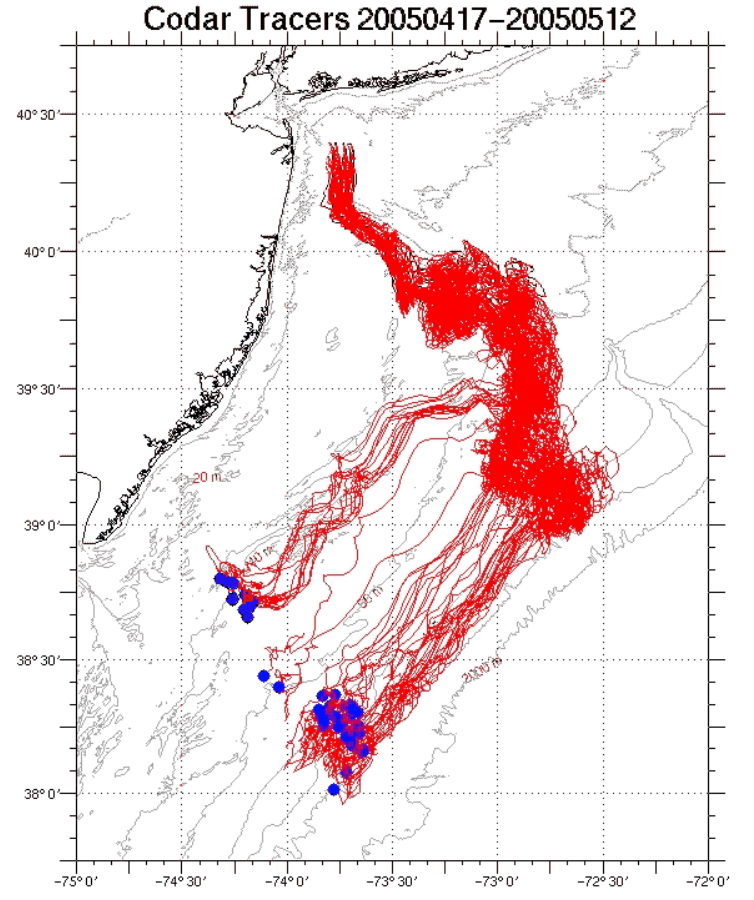 Codar Tracers 20050417−20050512
40° 30′
40° 0′
39° 30′
20 m
39° 0′
40 m
38° 30′
2000 m
38° 0′
−75° 0′ −74° 30′ −74° 0′ −73° 30′ −73° 0′ −72° 30′ −72° 0′